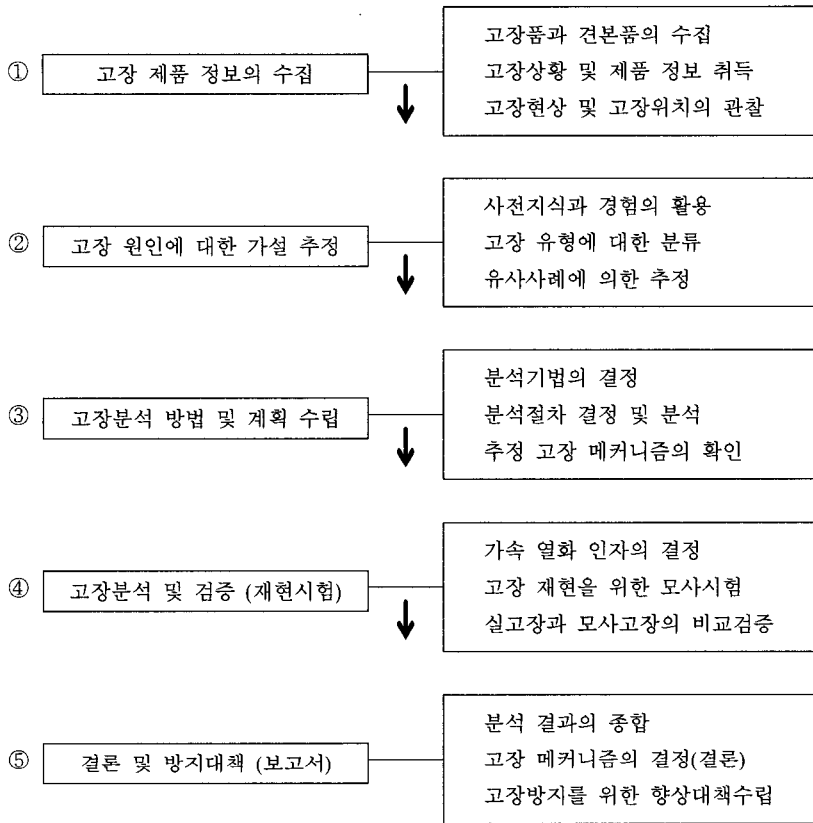 ① 고장 제품 정보의 수집
고장품과 견본품의 수집
고장상황 및 제품 정보 취득
고장현상 및 고장위치의 관찰
② 고장 원인에 대한 가설 추정
사전지식과 경험의 활용
고장 유형에 대한 분류
유사사례에 의한 추정
③ 고장분석 방법 및 계획 수립
분석기법의 결정
분석절차 결정 및 분석
추정 고장 메커니즘의 확인
④ 고장분석 및 검증 (재현시험)
가속 열화 인자의 결정
고장 재현을 위한 모사시험
실고장과 모사고장의 비교검증
⑤ 결론 및 방지대책 (보고서)
분석 결과의 종합
고장 메커니즘의 결정(결론)
고장방지를 위한 향상대책수립